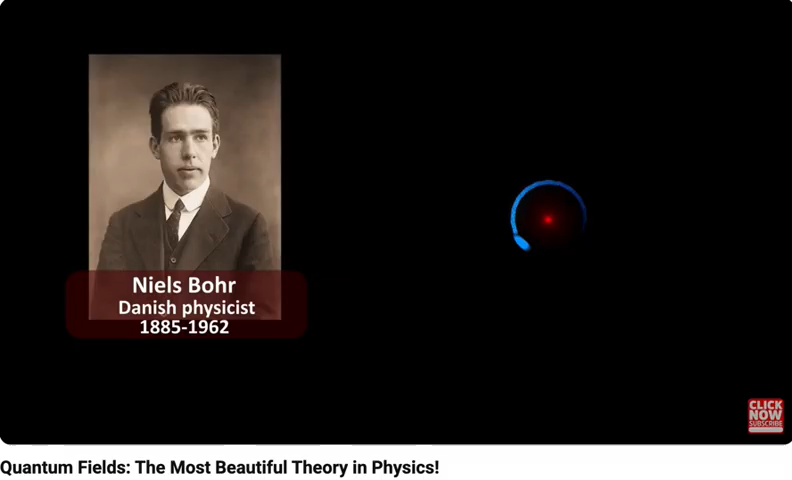 Niels Bohr
Danish physicist
1885-1962
CLICK
NOW
SUBSCRIBE
Quantum Fields: The Most Beautiful Theory in Physics!